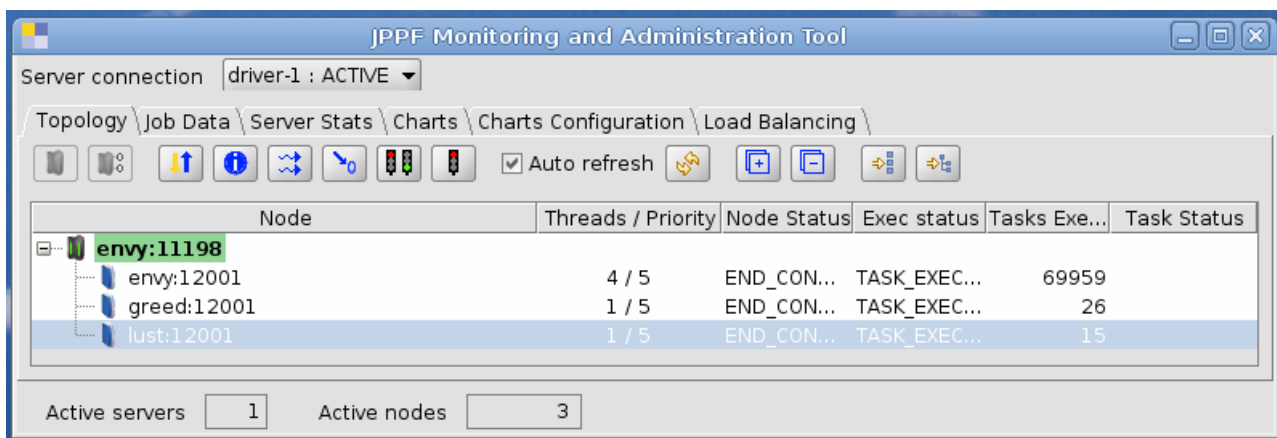 JPPF Monitoring and Administration Tool
Server connection driver-1 : ACTIVE
Topology Job Data Server Stats Charts Charts Configuration Load Balancing
Auto refresh
Node Threads / Priority Node Status Exec status Tasks Exe... Task Status
envy:11198
envy:12001 4 / 5 END_CON... TASK_EXEC... 69959
greed:12001 1 / 5 END_CON... TASK_EXEC... 26
lust:12001 1 / 5 END_CON... TASK_EXEC... 15
Active servers 1 Active nodes 3